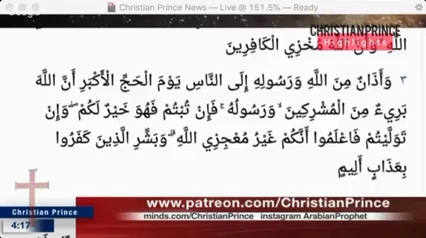 Christian Prince News — Live @ 151.5% — Ready
CHRISTIANPRINCE
Highlights
مُخْزِي الْكَافِرِينَ
٣ وَأَذَانٌ مِنَ اللَّهِ وَرَسُولِهِ إِلَى النَّاسِ يَوْمَ الْحَجِّ الْأَكْبَرِ أَنَّ اللَّهَ
بَرِيءٌ مِنَ الْمُشْرِكِينَ ۙ وَرَسُولُهُ ۚ فَإِنْ تُبْتُمْ فَهُوَ خَيْرٌ لَكُمْ ۖ وَإِنْ
تَوَلَّيْتُمْ فَاعْلَمُوا أَنَّكُمْ غَيْرُ مُعْجِزِي اللَّهِ ۗ وَبَشِّرِ الَّذِينَ كَفَرُوا
بِعَذَابٍ أَلِيمٍ
www.patreon.com/ChristianPrince
Christian Prince
minds.com/ChristianPrince instagram ArabianProphet
4:17